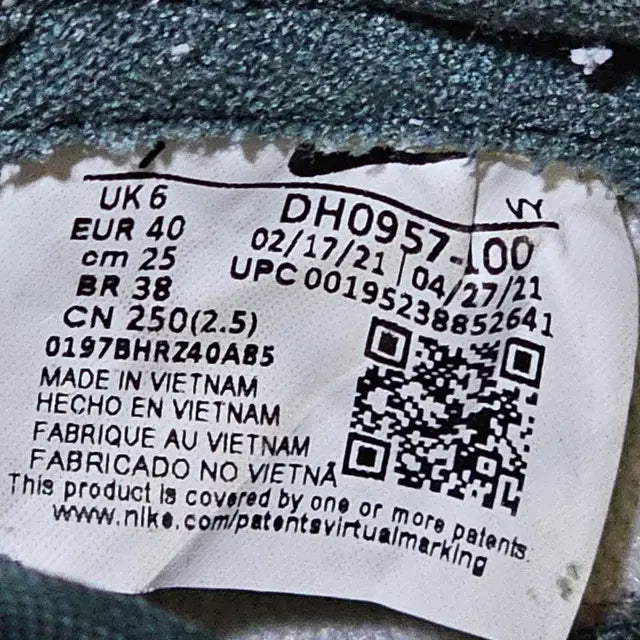 UK 6
EUR 40
cm 25
BR 38
CN 250(2.5)
0197BHRZ40A85
DH0957-100
VZ
02/17/21 | 04/27/21
UPC 00195238852641
MADE IN VIETNAM
HECHO EN VIETNAM
FABRIQUE AU VIETNAM
FABRICADO NO VIETNÃ
This product is covered by one or more patents.
www.nike.com/patentsvirtualmarking